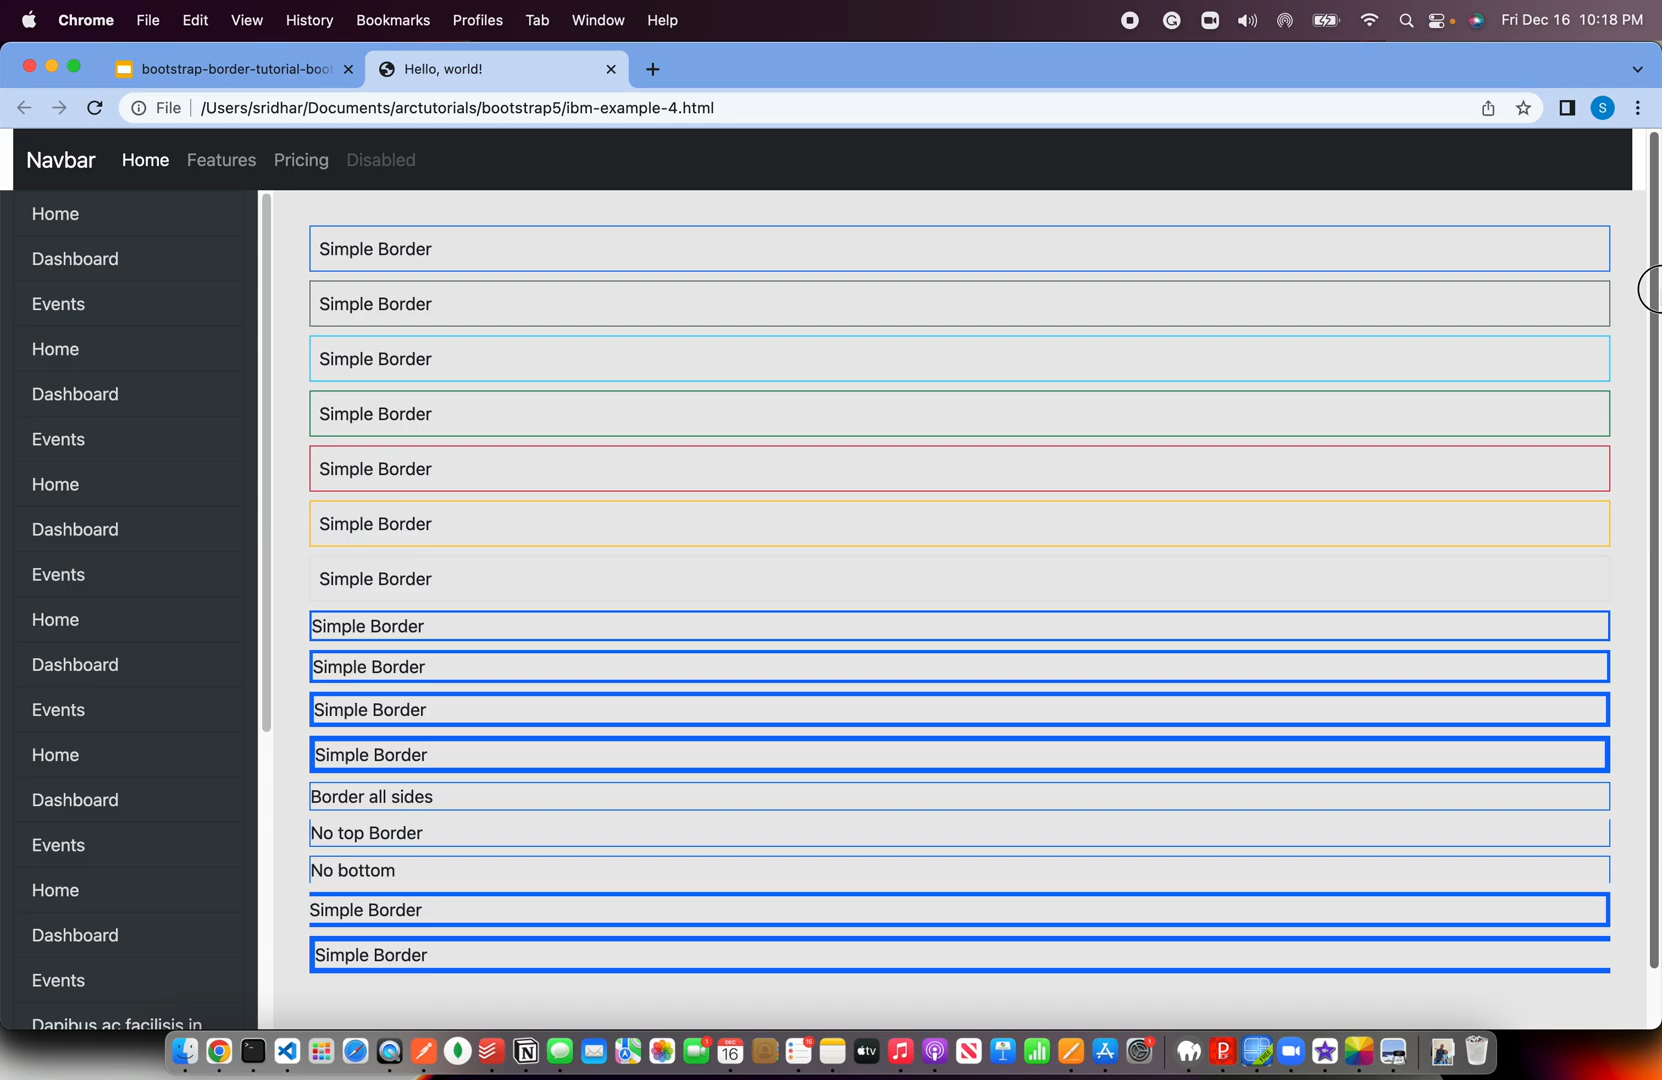 Chrome File Edit View History Bookmarks Profiles Tab Window Help Fri Dec 16 10:18 PM
bootstrap-border-tutorial-boot Hello, world!
File /Users/sridhar/Documents/arctutorials/bootstrap5/ibm-example-4.html S
Navbar Home Features Pricing Disabled
Home
Dashboard
Events
Home
Dashboard
Events
Home
Dashboard
Events
Home
Dashboard
Events
Home
Dashboard
Events
Home
Dashboard
Events
Dapibus ac facilisis in
Simple Border
Simple Border
Simple Border
Simple Border
Simple Border
Simple Border
Simple Border
Simple Border
Simple Border
Simple Border
Simple Border
Border all sides
No top Border
No bottom
Simple Border
Simple Border
DEC
16
tv